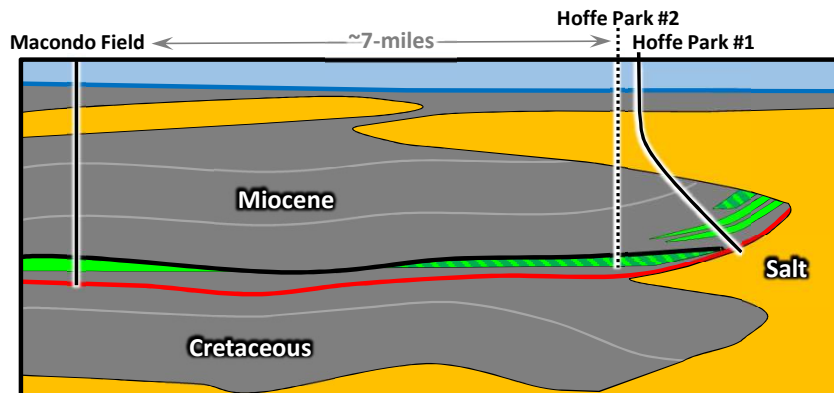 Hoffe Park #2
Macondo Field
~7-miles
Hoffe Park #1
Miocene
Salt
Cretaceous